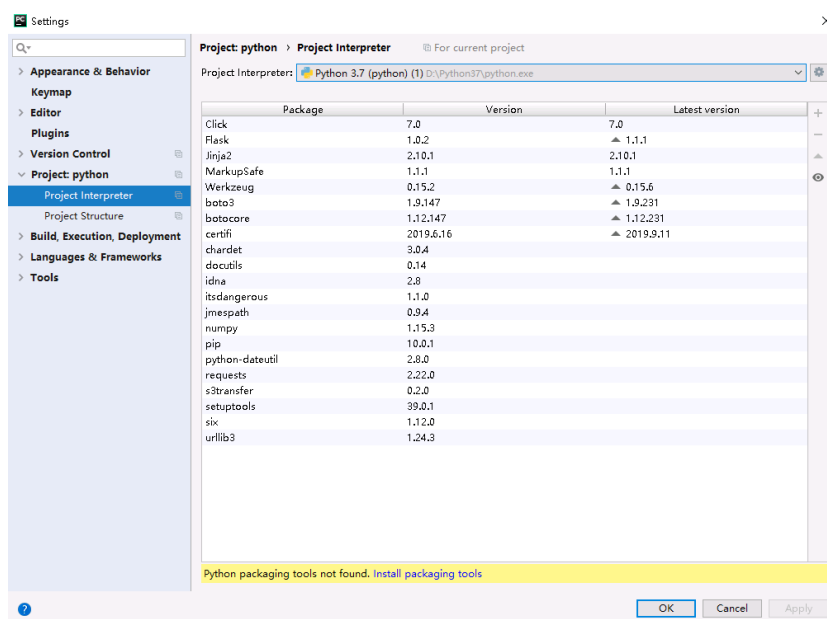 PC Settings
Project: python › Project Interpreter For current project
Project Interpreter: Python 3.7 (python) (1) D:\Python37\python.exe
Appearance & Behavior
Keymap
Editor
Plugins
Version Control
Project: python
Project Interpreter
Project Structure
Build, Execution, Deployment
Languages & Frameworks
Tools
Package Version Latest version
Click 7.0 7.0
Flask 1.0.2 1.1.1
Jinja2 2.10.1 2.10.1
MarkupSafe 1.1.1 1.1.1
Werkzeug 0.15.2 0.15.6
boto3 1.9.147 1.9.231
botocore 1.12.147 1.12.231
certifi 2019.6.16 2019.9.11
chardet 3.0.4
docutils 0.14
idna 2.8
itsdangerous 1.1.0
jmespath 0.9.4
numpy 1.15.3
pip 10.0.1
python-dateutil 2.8.0
requests 2.22.0
s3transfer 0.2.0
setuptools 39.0.1
six 1.12.0
urllib3 1.24.3
Python packaging tools not found. Install packaging tools
? OK Cancel Apply